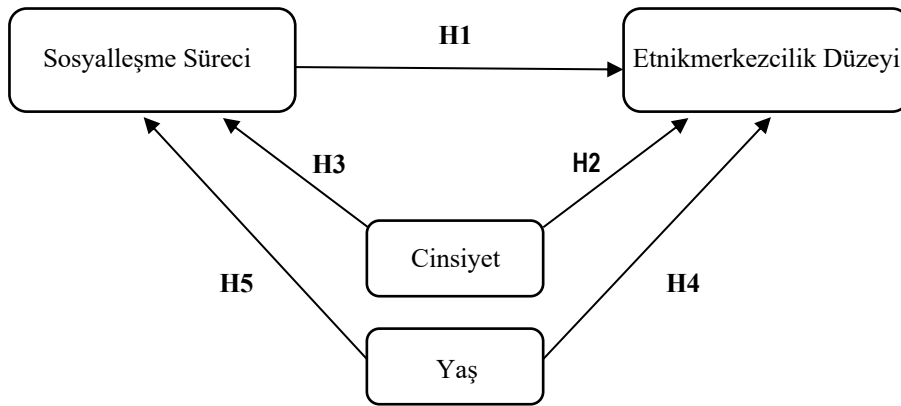 H1
Sosyalleşme Süreci
Etnikmerkezcilik Düzeyi
H3
H2
Cinsiyet
H5
H4
Yaş